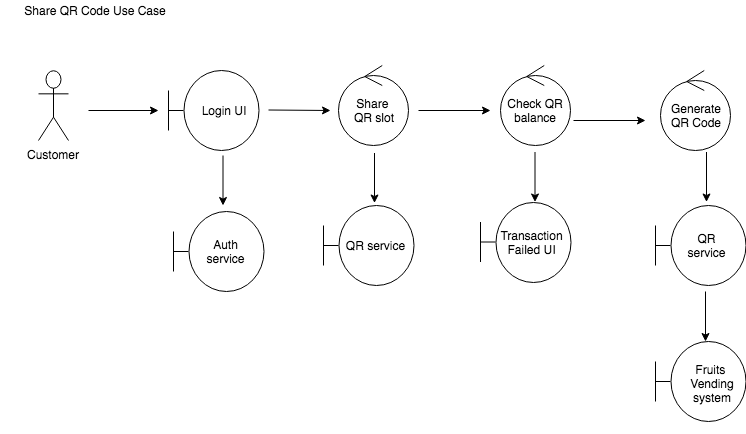 Share QR Code Use Case
Customer
Login UI
Share
QR slot
Check QR
balance
Generate
QR Code
Auth
service
QR service
Transaction
Failed UI
QR
service
Fruits
Vending
system